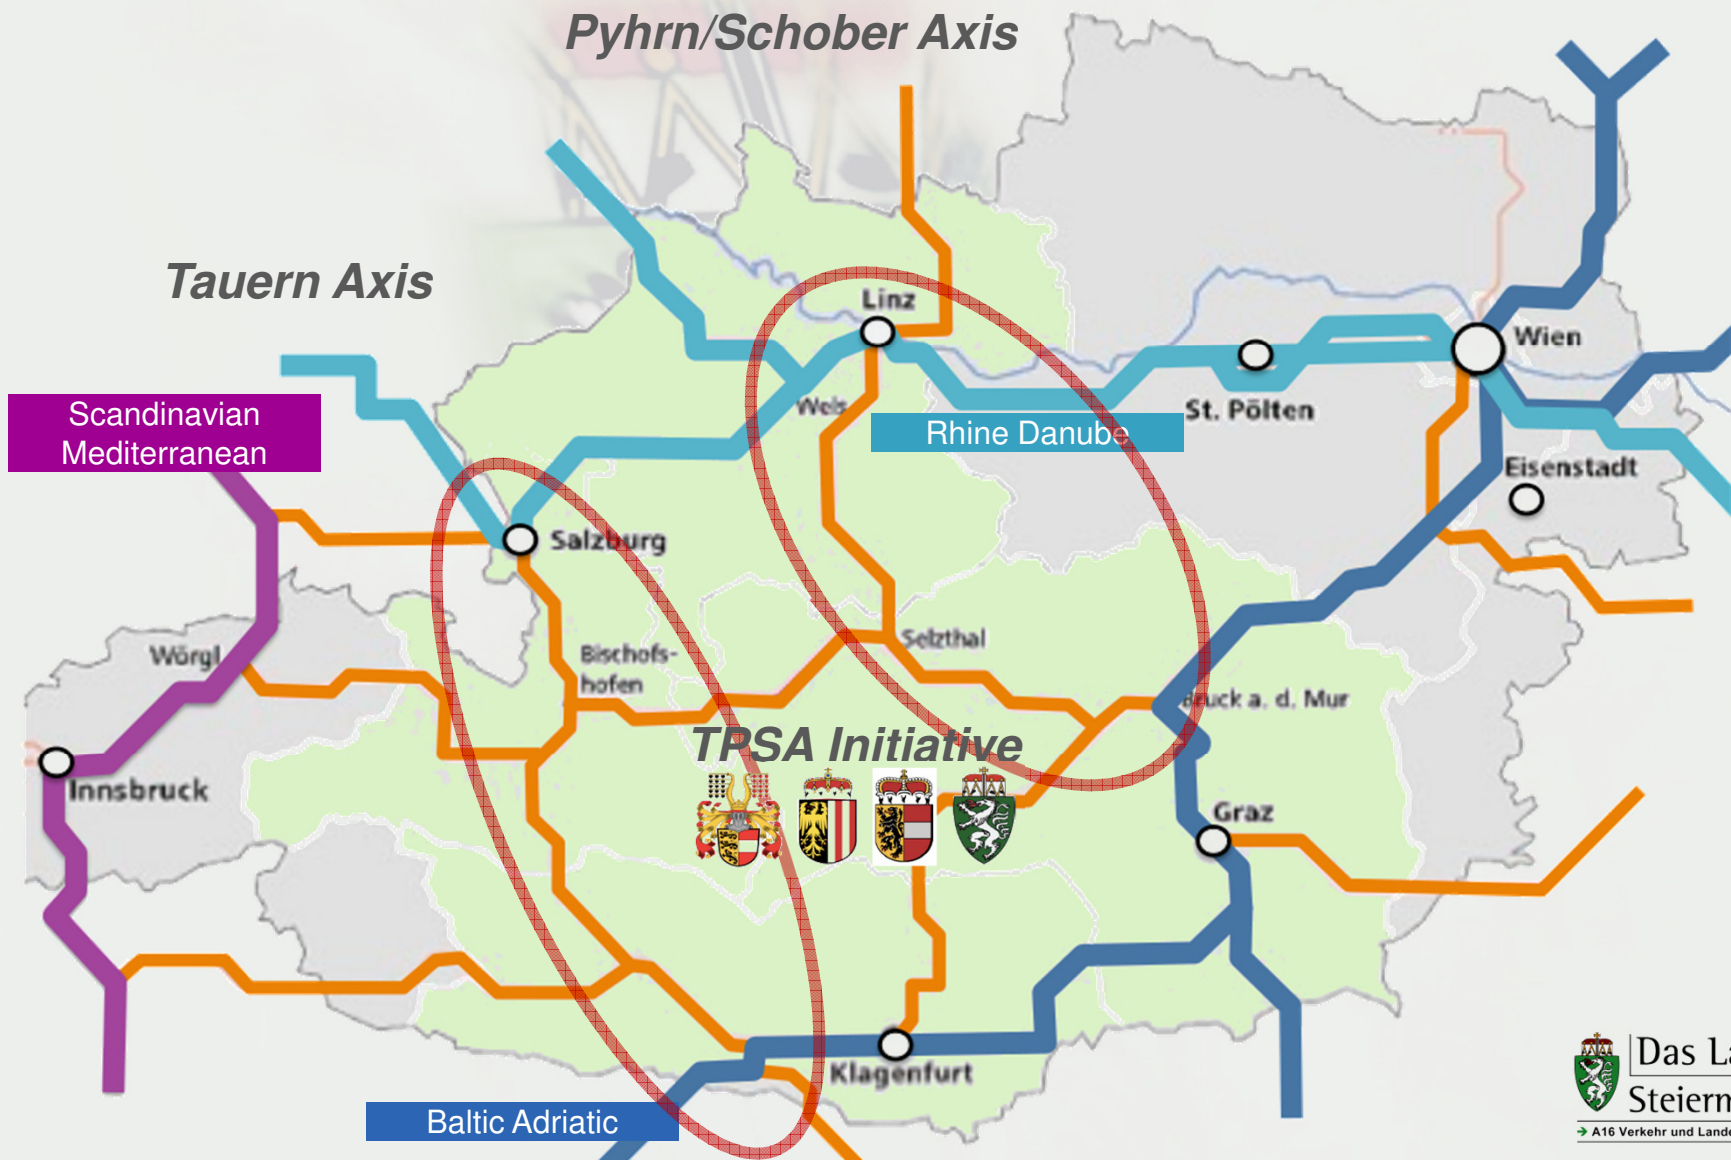 Pyhrn/Schober Axis
Tauern Axis
Linz
Wien
Scandinavian
Mediterranean
Wels
St. Pölten
Rhine Danube
Eisenstadt
Salzburg
Selzthal
Wörgl
Bischofs-
hofen
Bruck a. d. Mur
TPSA Initiative
Innsbruck
Graz
Klagenfurt
Baltic Adriatic
Das La
Steierm
→ A16 Verkehr und Lande